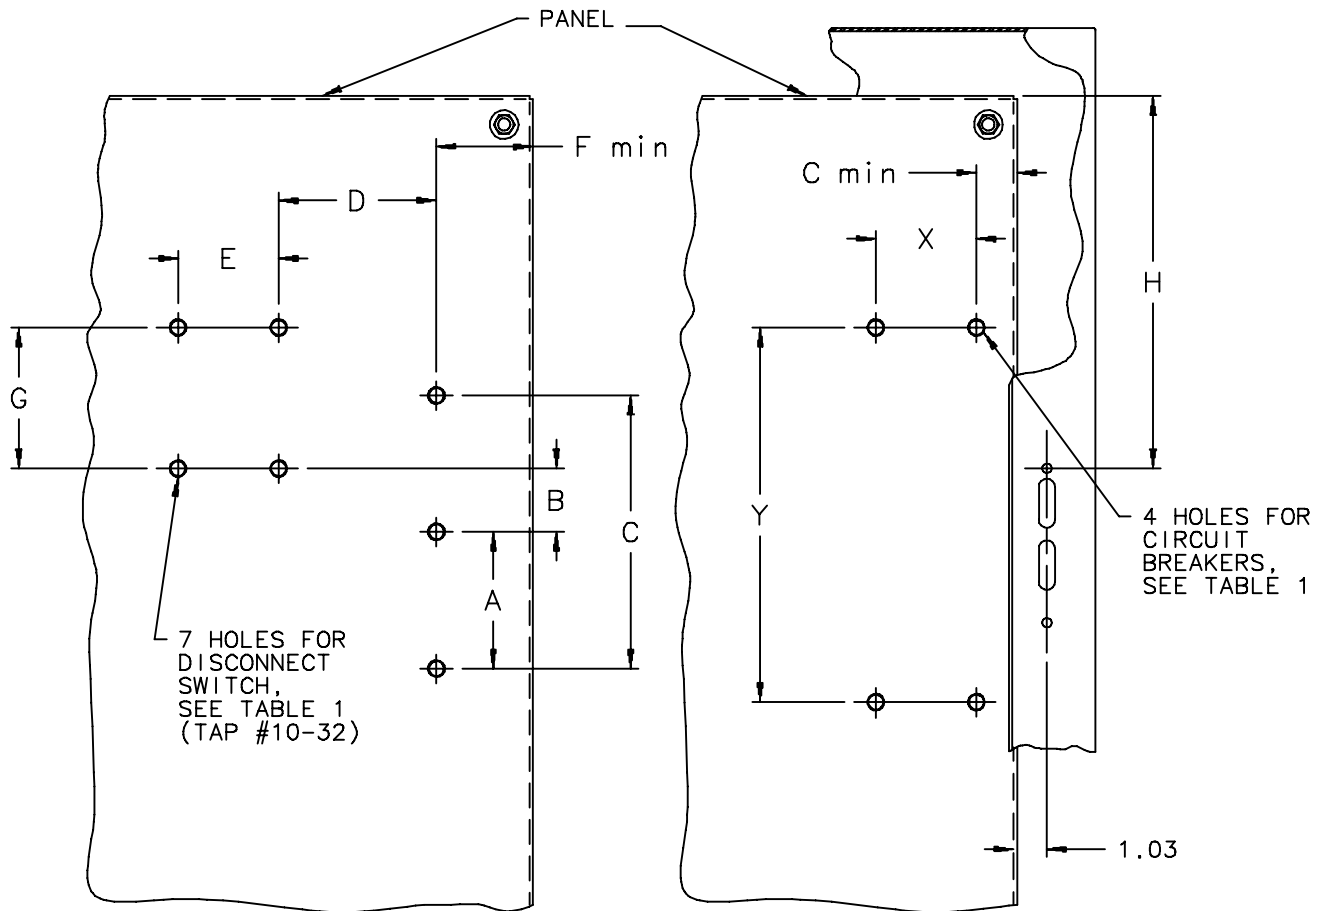 PANEL
F min
C min
D
X
E
H
G
B
C
Y
A
4 HOLES FOR
CIRCUIT
BREAKERS,
SEE TABLE 1
7 HOLES FOR
DISCONNECT
SWITCH,
SEE TABLE 1
(TAP #10-32)
1.03